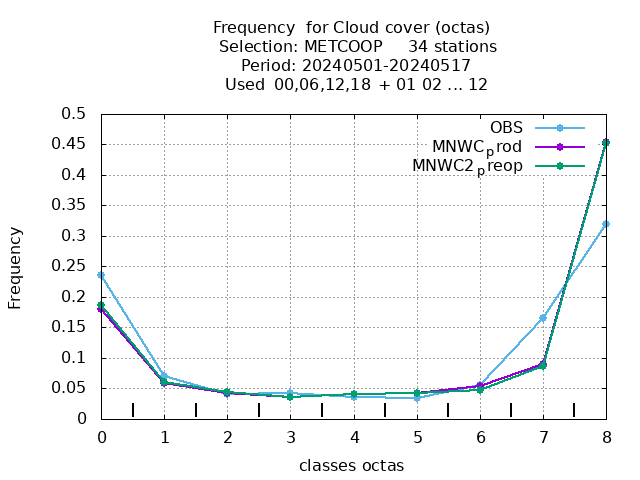 Frequency for Cloud cover (octas)
Selection: METCOOP 34 stations
Period: 20240501-20240517
Used 00,06,12,18 + 01 02 ... 12
0.5
0.45
0.4
0.35
0.3
0.25
0.2
0.15
0.1
0.05
0
Frequency
OBS
MNWCprod
MNWC2preop
0 1 2 3 4 5 6 7 8
classes octas